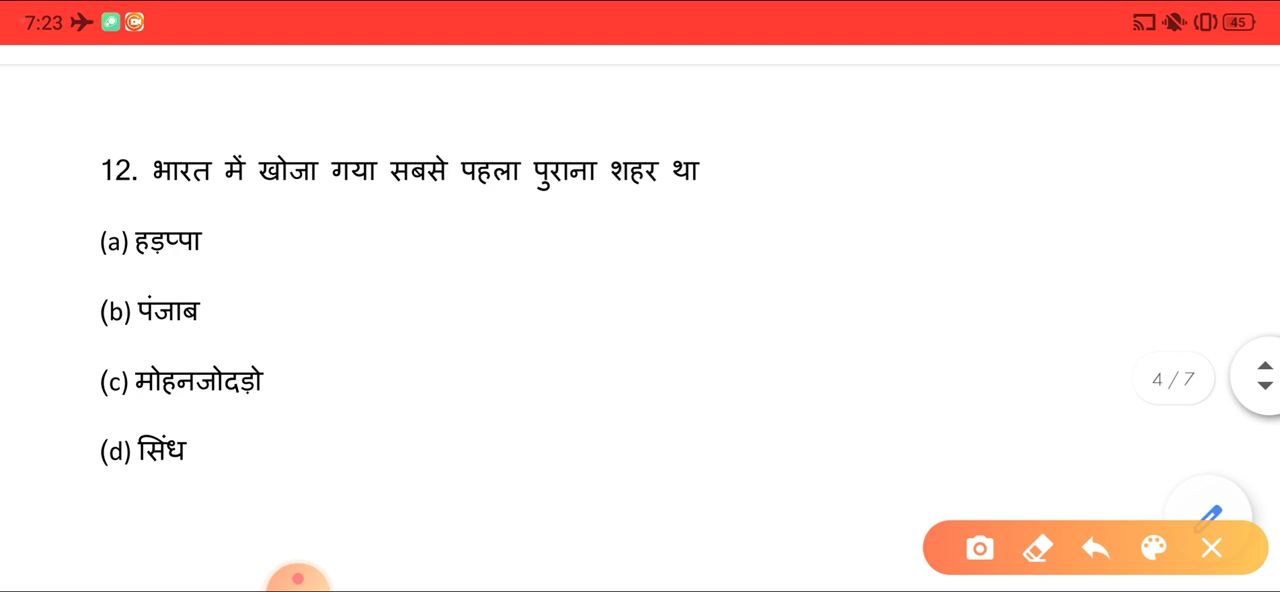 7:23
45
12. भारत में खोजा गया सबसे पहला पुराना शहर था
(a) हड़प्पा
(b) पंजाब
(c) मोहनजोदड़ो
4 / 7
(d) सिंध